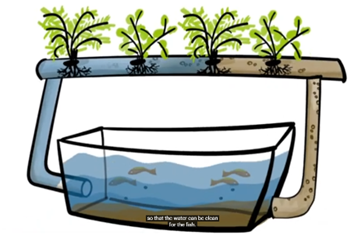 so that the water can be clean
for the fish.